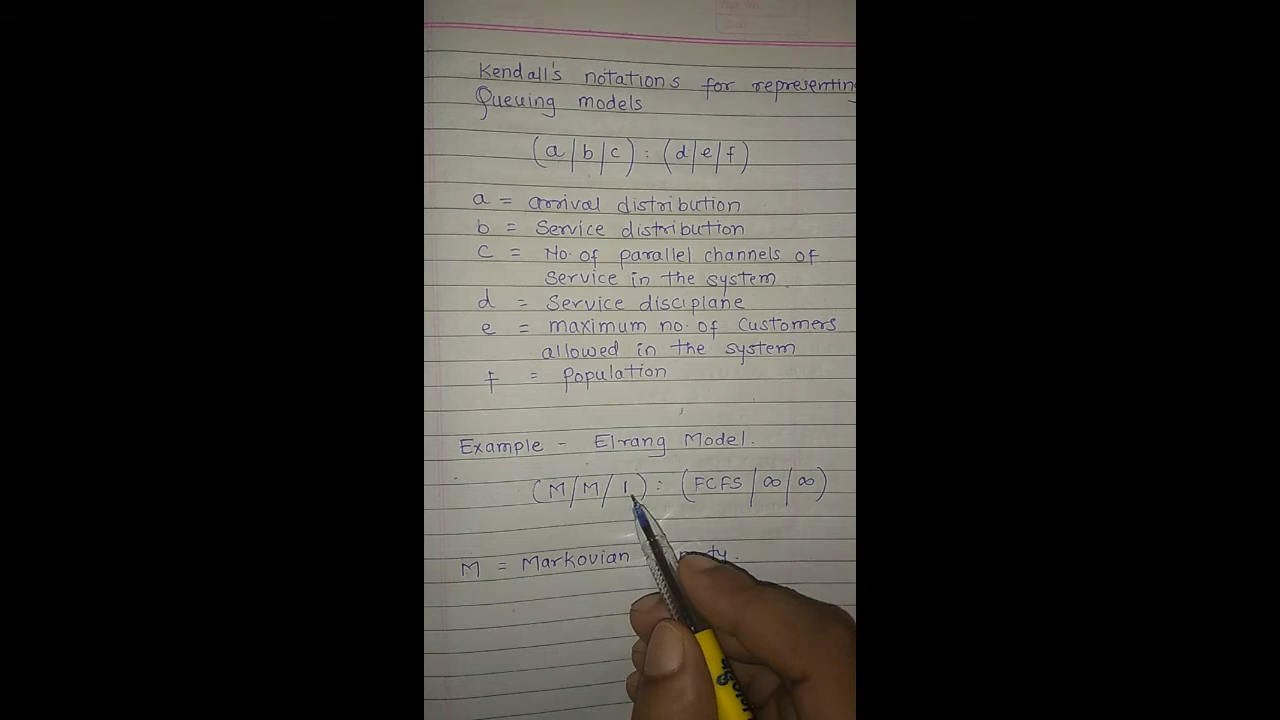 Kendall's notations for representing
Queuing models
(a/b/c) : (d/e/f)
a = arrival distribution
b = Service distribution
c = No. of parallel channels of
Service in the system.
d = Service disciplane
e = maximum no. of customers
allowed in the system
f = population
Example - Elrang Model.
(M/M/1) : (FCFS/∞/∞)
M = Markovian